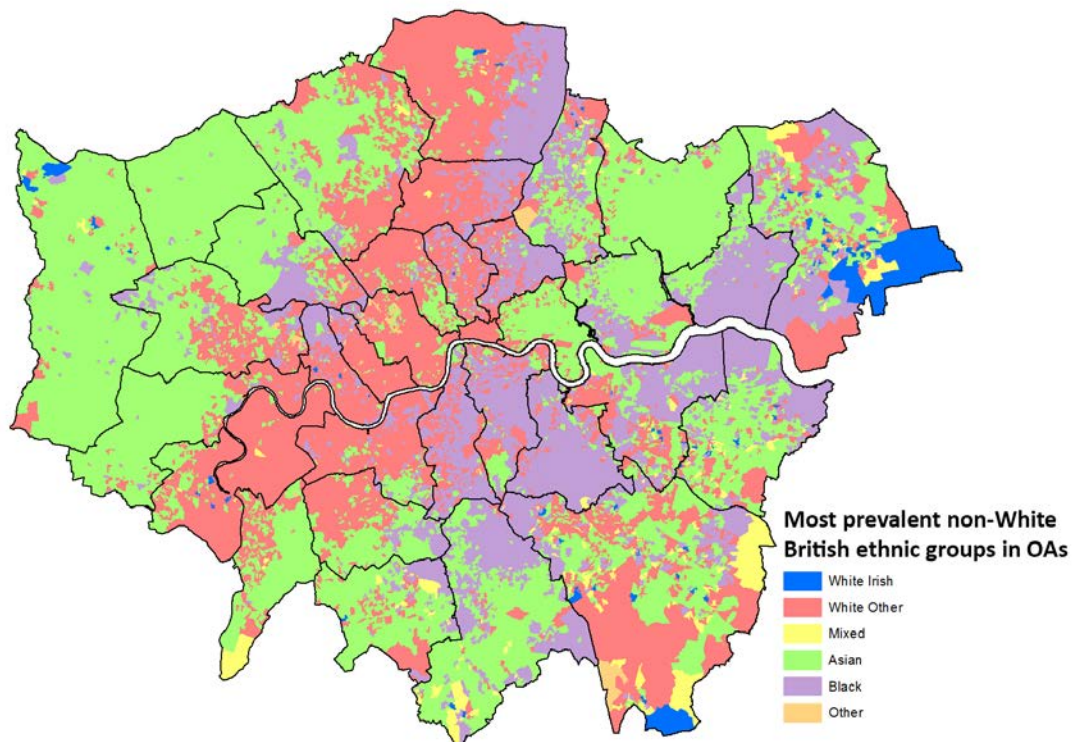 Most prevalent non-White
British ethnic groups in OAs
White Irish
White Other
Mixed
Asian
Black
Other